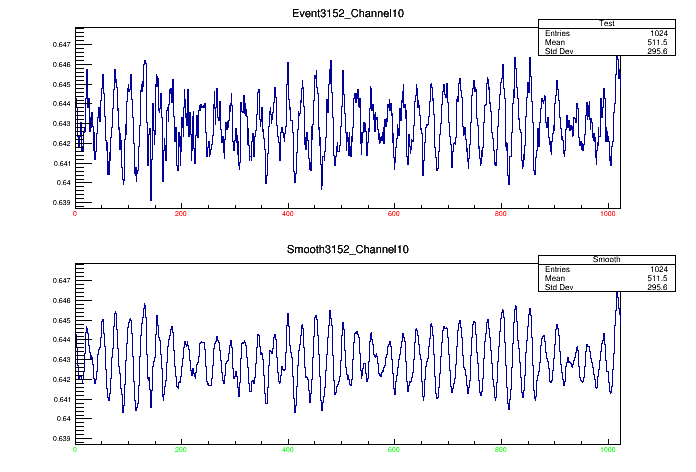 Event3152_Channel10
Test
Entries 1024
Mean 511.5
Std Dev 295.6
0.647
0.646
0.645
0.644
0.643
0.642
0.641
0.64
0.639
0 200 400 600 800 1000
Smooth3152_Channel10
Smooth
Entries 1024
Mean 511.5
Std Dev 295.6
0.647
0.646
0.645
0.644
0.643
0.642
0.641
0.64
0.639
0 200 400 600 800 1000